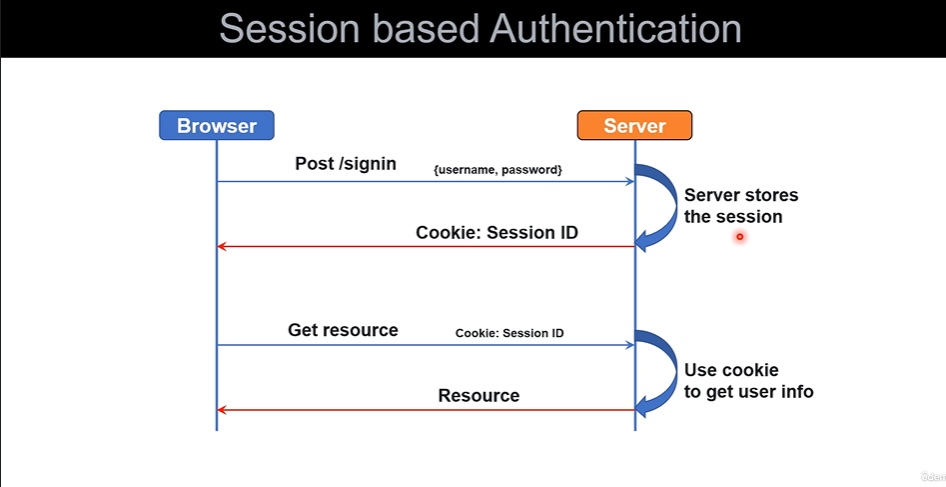 Session based Authentication
Browser
Server
Post /signin
{username, password}
Server stores
the session
Cookie: Session ID
Get resource
Cookie: Session ID
Use cookie
to get user info
Resource